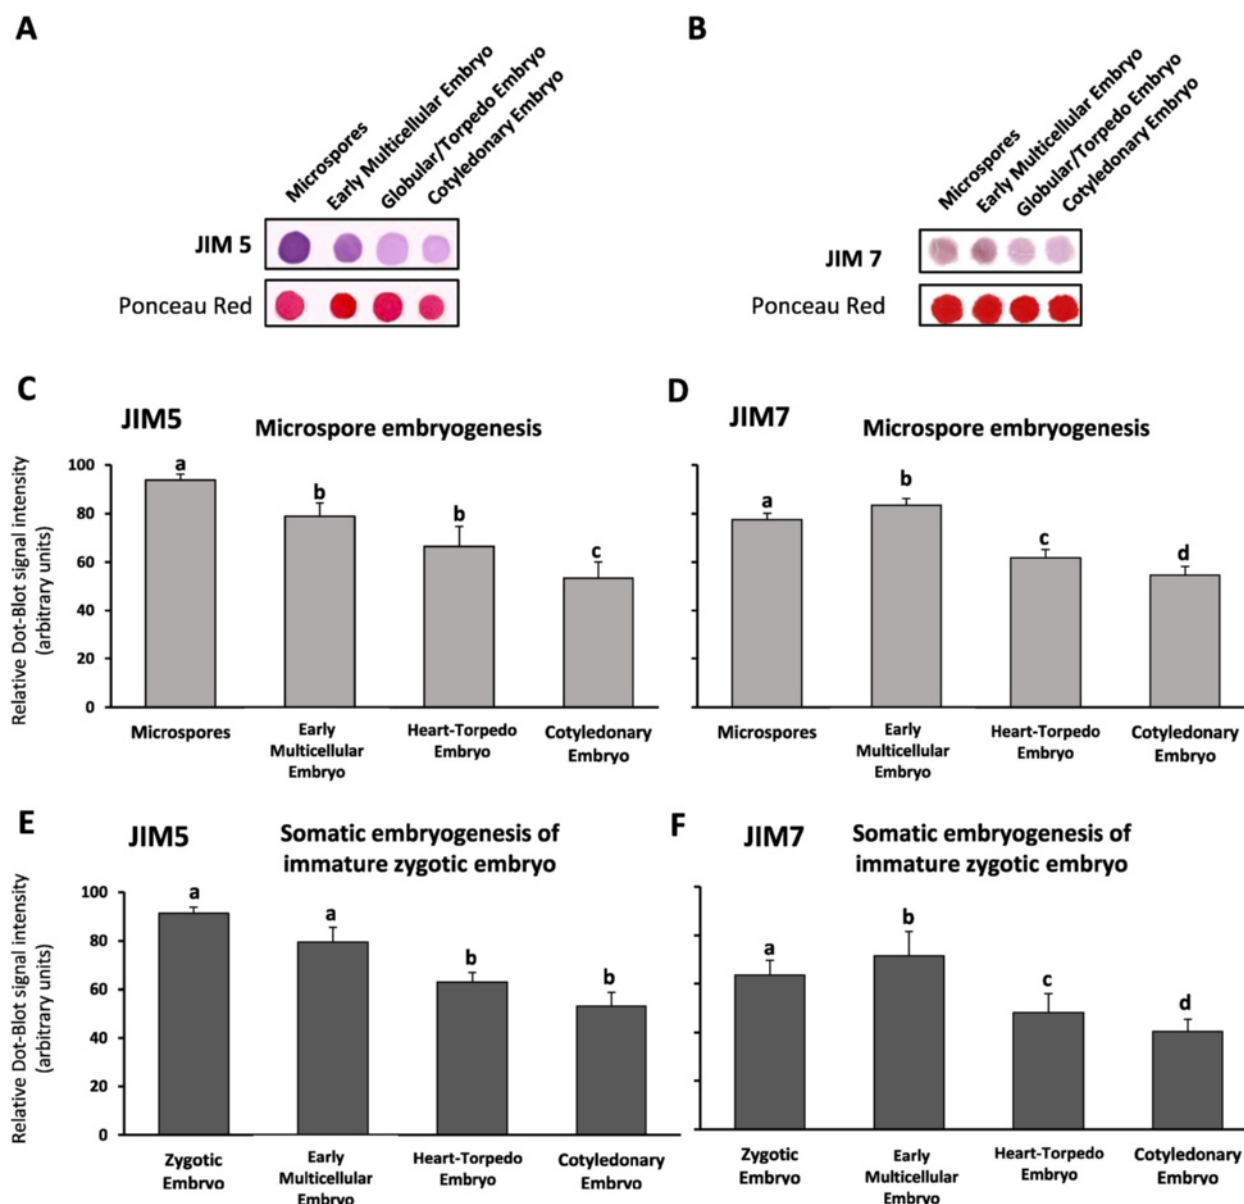 A
Microspores
Early Multicellular Embryo
Globular/Torpedo Embryo
Cotyledonary Embryo
JIM 5
Ponceau Red
B
Microspores
Early Multicellular Embryo
Globular/Torpedo Embryo
Cotyledonary Embryo
JIM 7
Ponceau Red
C
JIM5
Microspore embryogenesis
Relative Dot-Blot signal intensity
(arbitrary units)
100
80
60
40
20
0
a
b
b
c
Microspores
Early
Multicellular
Embryo
Heart-Torpedo
Embryo
Cotyledonary
Embryo
D
JIM7
Microspore embryogenesis
a
b
c
d
Microspores
Early
Multicellular
Embryo
Heart-Torpedo
Embryo
Cotyledonary
Embryo
E
JIM5
Somatic embryogenesis of
immature zygotic embryo
Relative Dot-Blot signal intensity
(arbitrary units)
100
80
60
40
20
0
a
a
b
b
Zygotic
Embryo
Early
Multicellular
Embryo
Heart-Torpedo
Embryo
Cotyledonary
Embryo
F
JIM7
Somatic embryogenesis of
immature zygotic embryo
a
b
c
d
Zygotic
Embryo
Early
Multicellular
Embryo
Heart-Torpedo
Embryo
Cotyledonary
Embryo